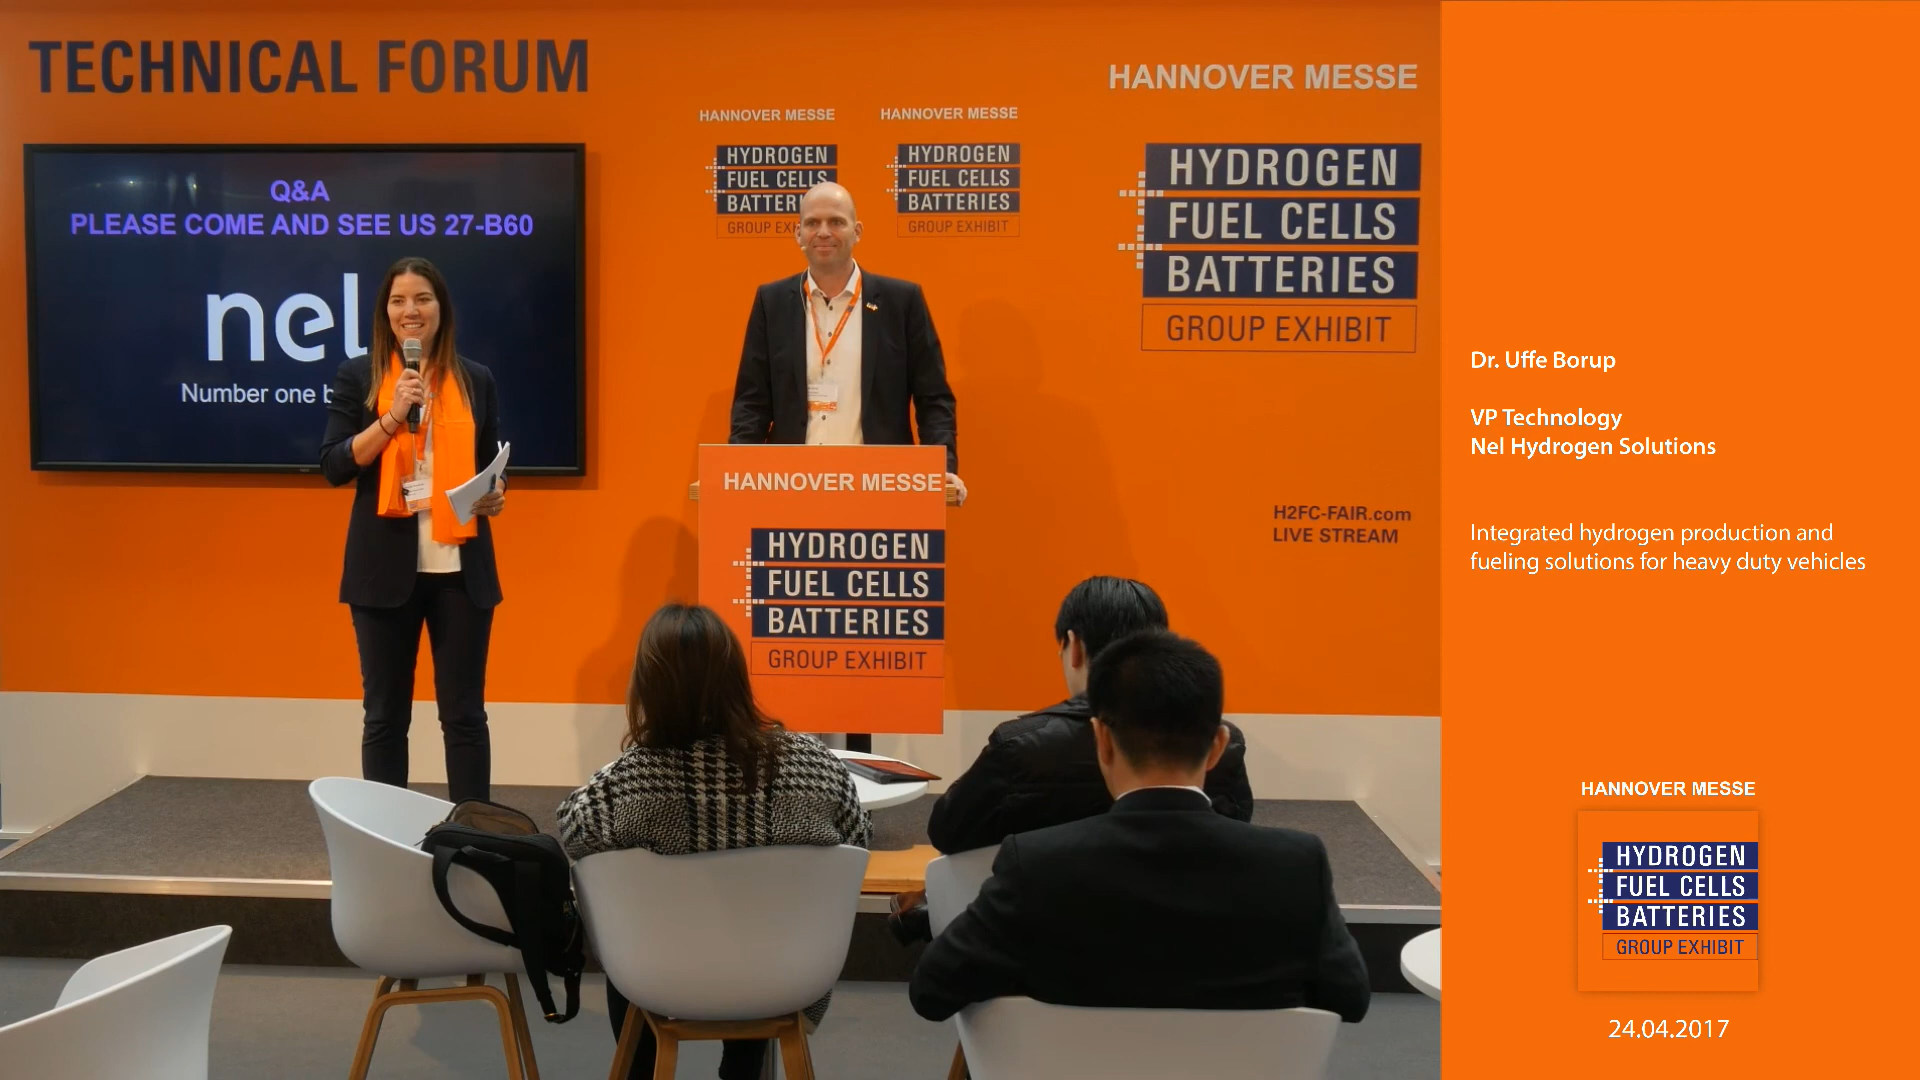 TECHNICAL FORUM
Q&A
PLEASE COME AND SEE US 27-B60
nel
Number one b
HANNOVER MESSE
HYDROGEN
FUEL CELLS
BATTER
GROUP EXH
HANNOVER MESSE
HYDROGEN
FUEL CELLS
BATTERIES
GROUP EXHIBIT
HANNOVER MESSE
HYDROGEN
FUEL CELLS
BATTERIES
GROUP EXHIBIT
HANNOVER MESSE
HYDROGEN
FUEL CELLS
BATTERIES
GROUP EXHIBIT
H2FC-FAIR.com
LIVE STREAM
Dr. Uffe Borup
VP Technology
Nel Hydrogen Solutions
Integrated hydrogen production and
fueling solutions for heavy duty vehicles
HANNOVER MESSE
HYDROGEN
FUEL CELLS
BATTERIES
GROUP EXHIBIT
24.04.2017